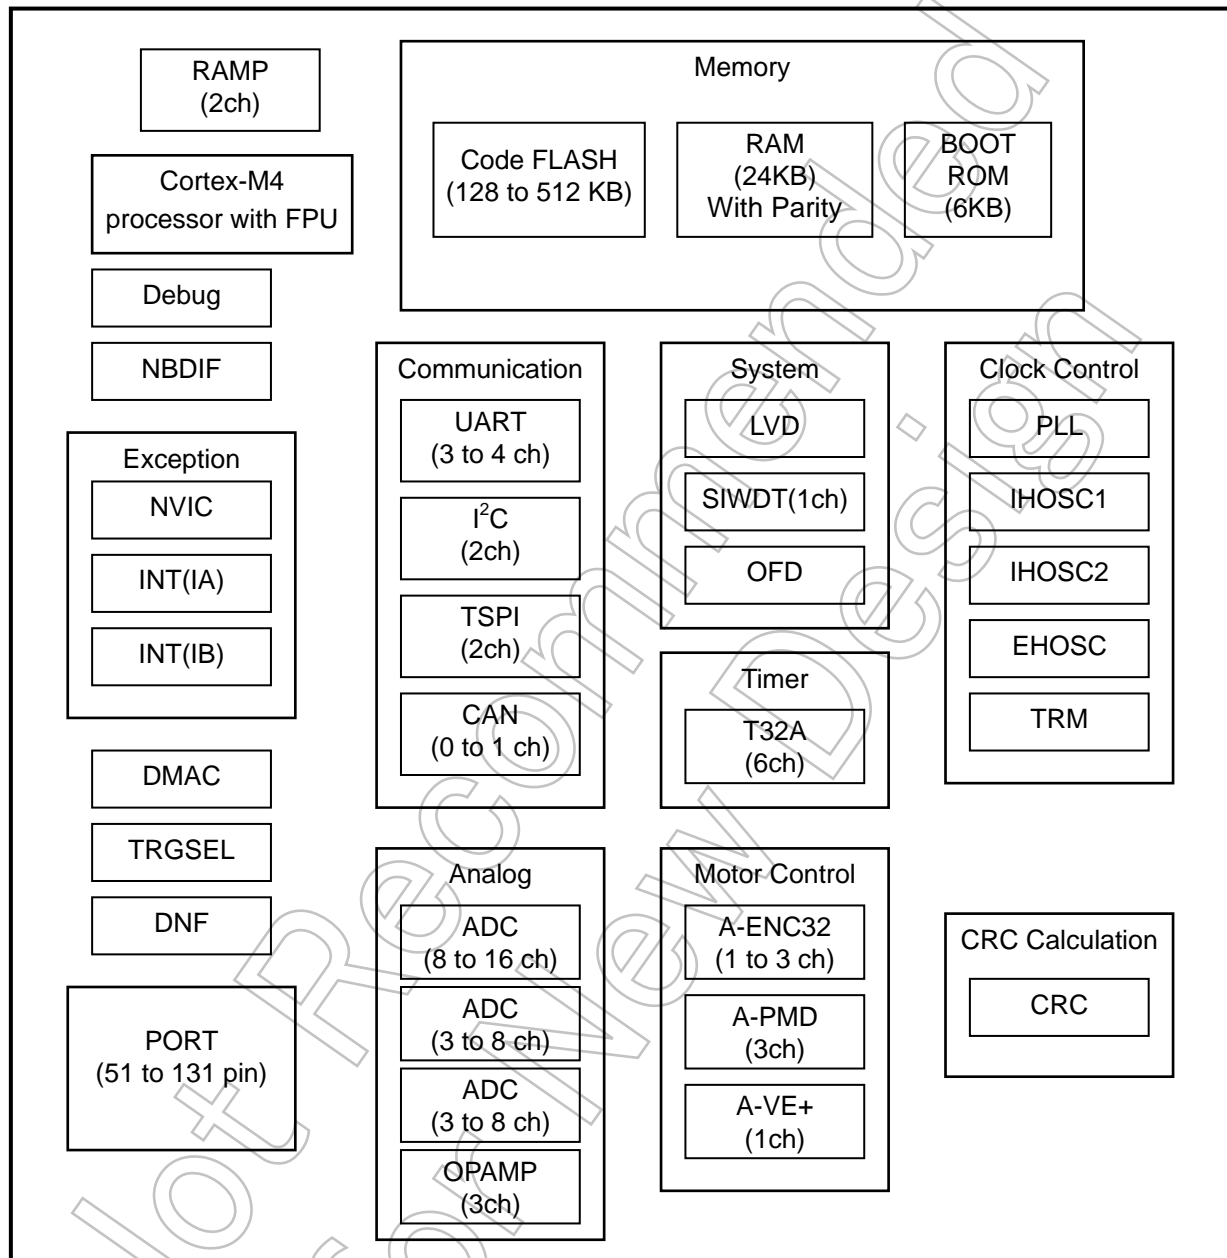 RAMP
(2ch)
Cortex-M4
processor with FPU
Debug
NBDIF
Exception
NVIC
INT(IA)
INT(IB)
DMAC
TRGSEL
DNF
PORT
(51 to 131 pin)
Memory
Code FLASH
(128 to 512 KB)
RAM
(24KB)
With Parity
BOOT
ROM
(6KB)
Communication
UART
(3 to 4 ch)
I²C
(2ch)
TSPI
(2ch)
CAN
(0 to 1 ch)
System
LVD
SIWDT(1ch)
OFD
Timer
T32A
(6ch)
Clock Control
PLL
IHOSC1
IHOSC2
EHOSC
TRM
Analog
ADC
(8 to 16 ch)
ADC
(3 to 8 ch)
ADC
(3 to 8 ch)
OPAMP
(3ch)
Motor Control
A-ENC32
(1 to 3 ch)
A-PMD
(3ch)
A-VE+
(1ch)
CRC Calculation
CRC
Not Recommended
for New Design